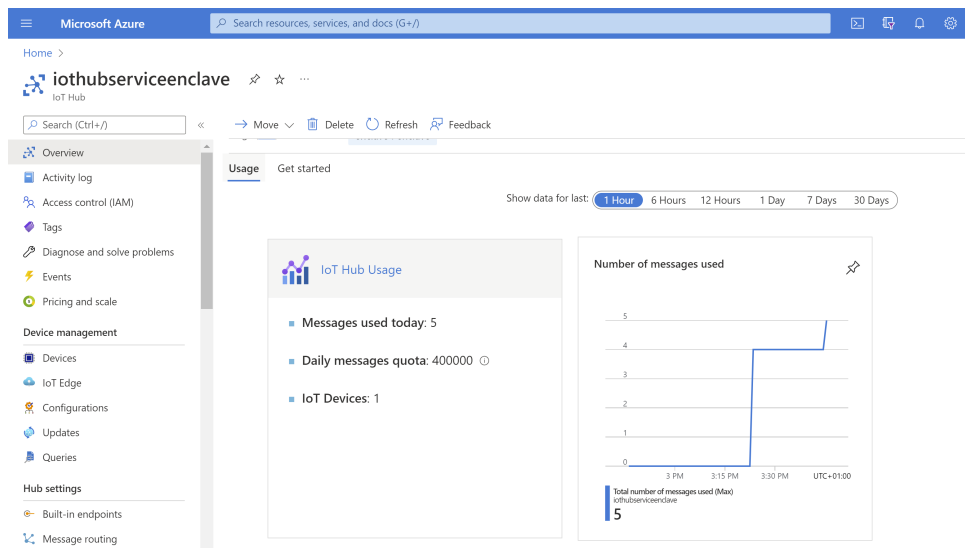 Microsoft Azure
Search resources, services, and docs (G+/)
Home >
iothubserviceenclave
IoT Hub
Search (Ctrl+/)
«
Move
Delete
Refresh
Feedback
Overview
Activity log
Access control (IAM)
Tags
Diagnose and solve problems
Events
Pricing and scale
Device management
Devices
IoT Edge
Configurations
Updates
Queries
Hub settings
Built-in endpoints
Message routing
Usage
Get started
Show data for last:
1 Hour
6 Hours
12 Hours
1 Day
7 Days
30 Days
IoT Hub Usage
Messages used today: 5
Daily messages quota: 400000
IoT Devices: 1
Number of messages used
5
4
3
2
1
0
3 PM
3:15 PM
3:30 PM
UTC+01:00
Total number of messages used (Max)
iothubserviceenclave
5